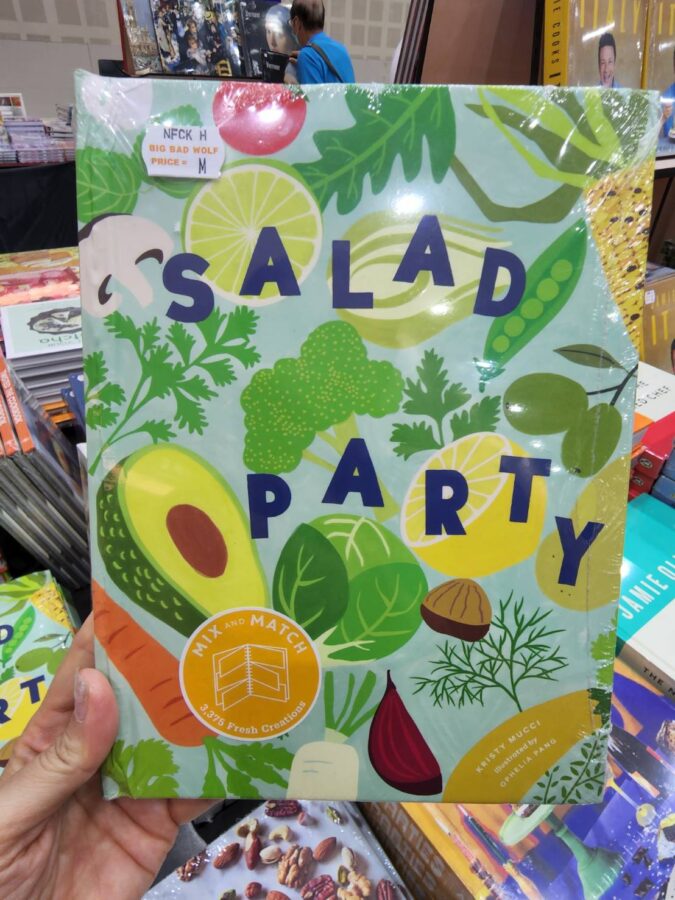 NFCK H
BIG BAD WOLF
PRICE = M
SALAD
PARTY
MIX AND MATCH
3,375 Fresh Creations
KRISTY MUCCI
Illustrated by
OPHELIA PANG
JAMIE